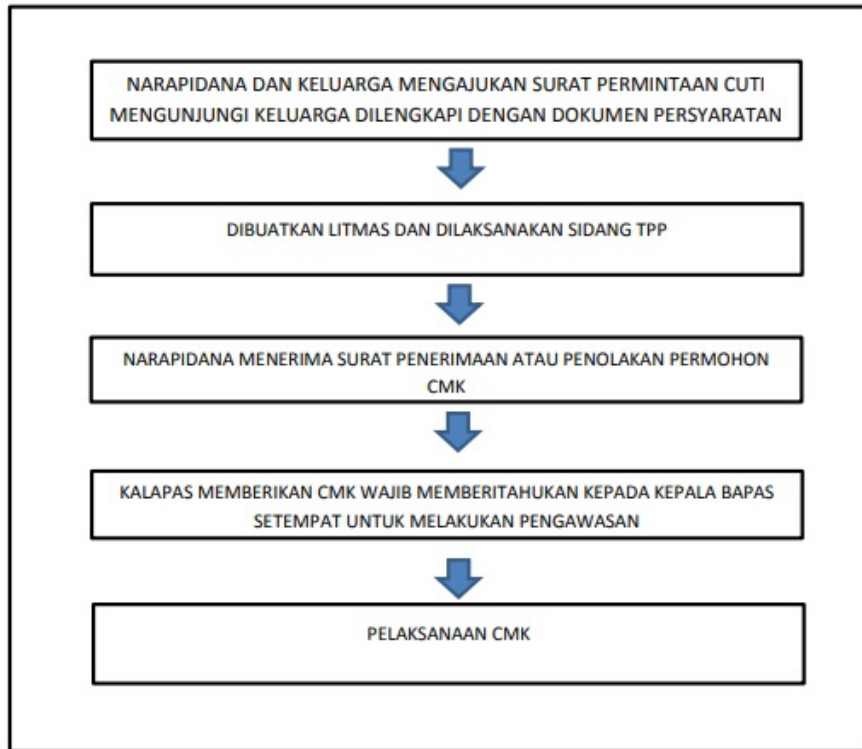 NARAPIDANA DAN KELUARGA MENGAJUKAN SURAT PERMINTAAN CUTI
MENGUNJUNGI KELUARGA DILENGKAPI DENGAN DOKUMEN PERSYARATAN
DIBUATKAN LITMAS DAN DILAKSANAKAN SIDANG TPP
NARAPIDANA MENERIMA SURAT PENERIMAAN ATAU PENOLAKAN PERMOHON
CMK
KALAPAS MEMBERIKAN CMK WAJIB MEMBERITAHUKAN KEPADA KEPALA BAPAS
SETEMPAT UNTUK MELAKUKAN PENGAWASAN
PELAKSANAAN CMK